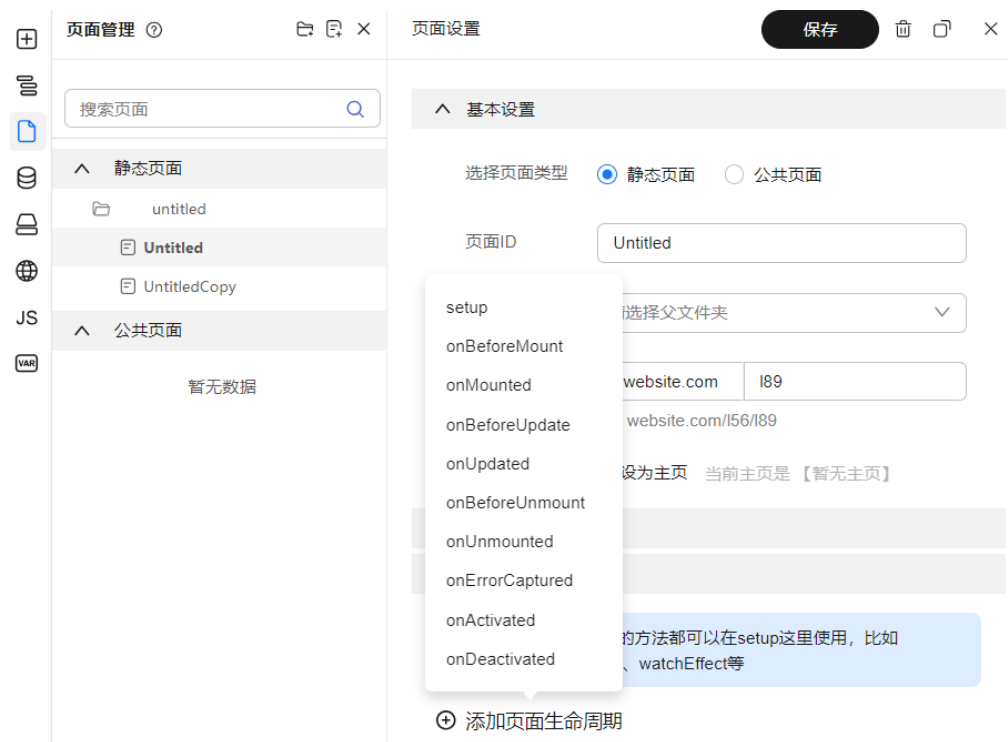 页面管理
搜索页面
静态页面
untitled
Untitled
UntitledCopy
公共页面
暂无数据
JS
VAR
页面设置
保存
基本设置
选择页面类型 静态页面 公共页面
页面ID Untitled
选择父文件夹
website.com l89
website.com/l56/l89
设为主页 当前主页是 【暂无主页】
setup
onBeforeMount
onMounted
onBeforeUpdate
onUpdated
onBeforeUnmount
onUnmounted
onErrorCaptured
onActivated
onDeactivated
的方法都可以在setup这里使用，比如
、watchEffect等
添加页面生命周期